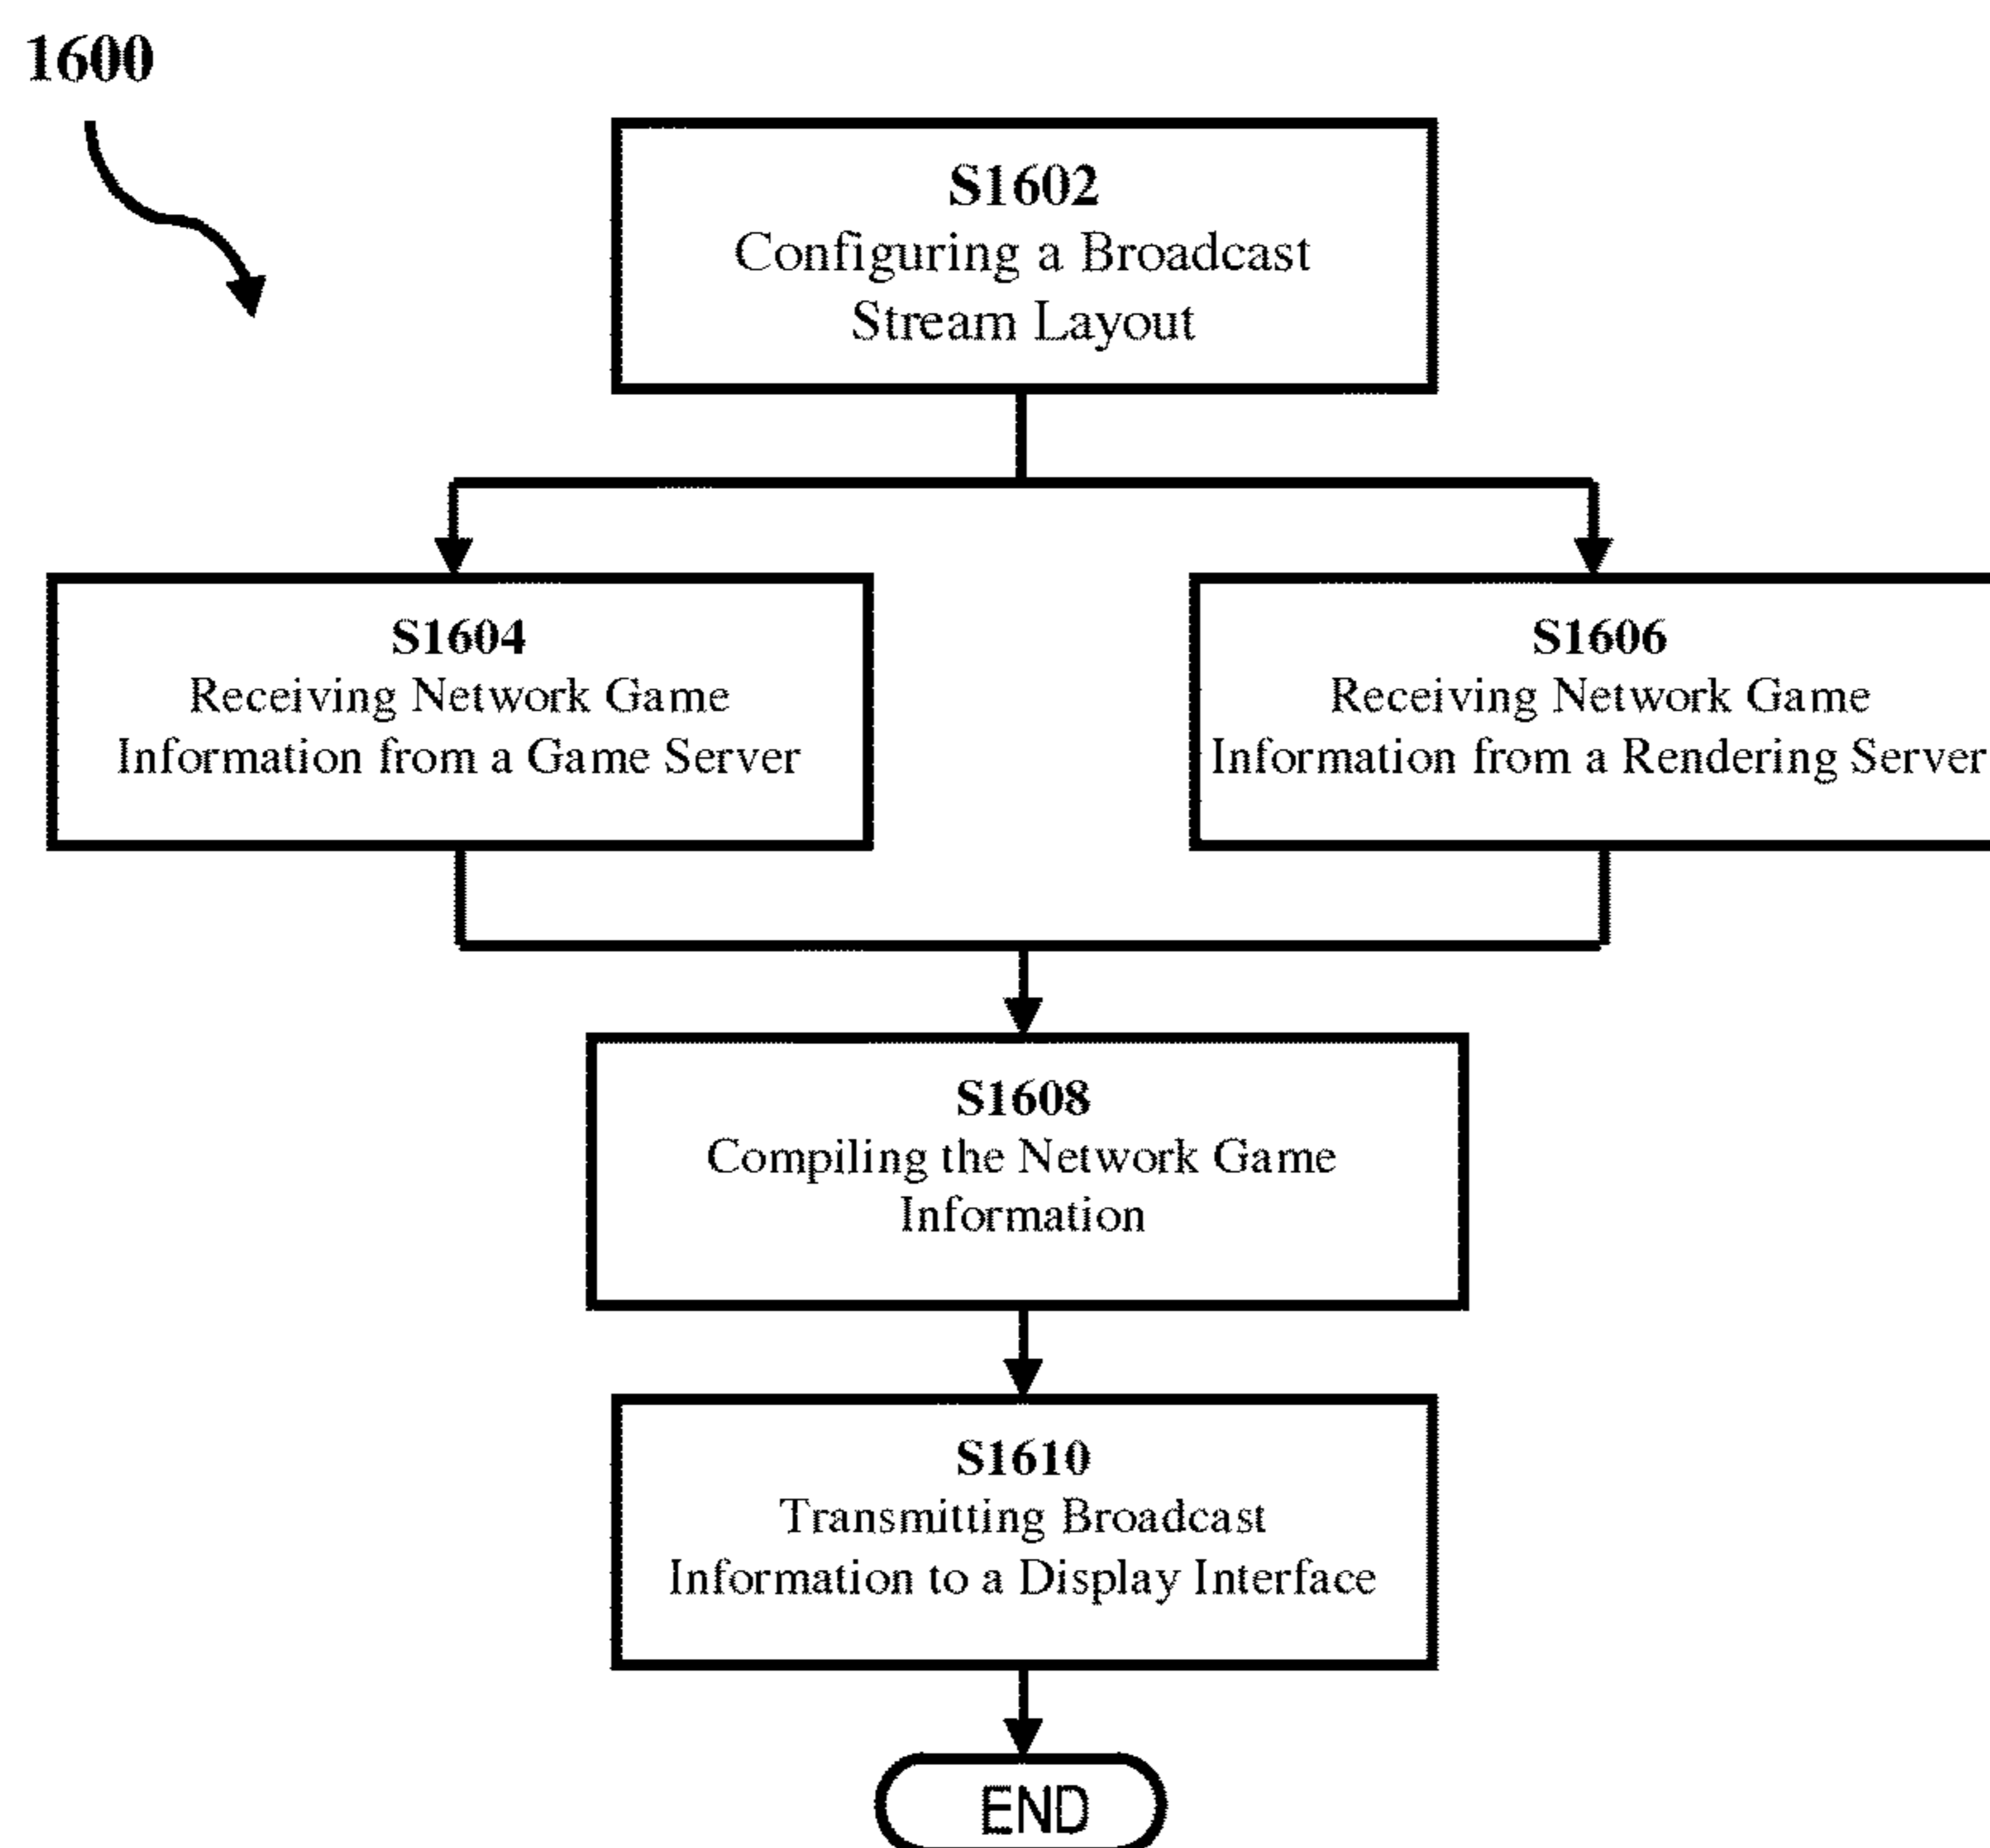 1600
S1602
Configuring a Broadcast
Stream Layout
S1604
Receiving Network Game
Information from a Game Server
S1606
Receiving Network Game
Information from a Rendering Server
S1608
Compiling the Network Game
Information
S1610
Transmitting Broadcast
Information to a Display Interface
END